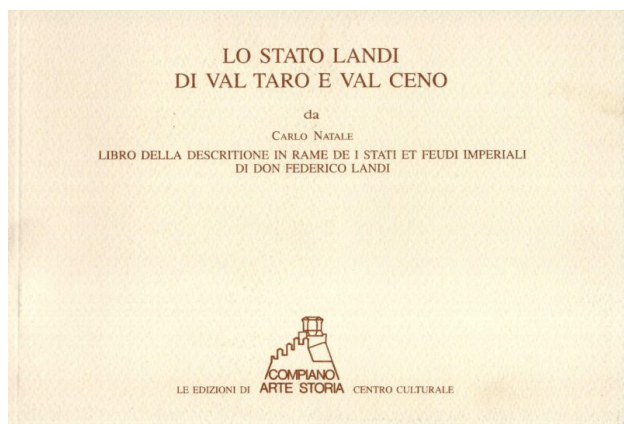 LO STATO LANDI
DI VAL TARO E VAL CENO
da
CARLO NATALE
LIBRO DELLA DESCRITIONE IN RAME DE I STATI ET FEUDI IMPERIALI
DI DON FEDERICO LANDI
COMPIANO
LE EDIZIONI DI ARTE STORIA CENTRO CULTURALE